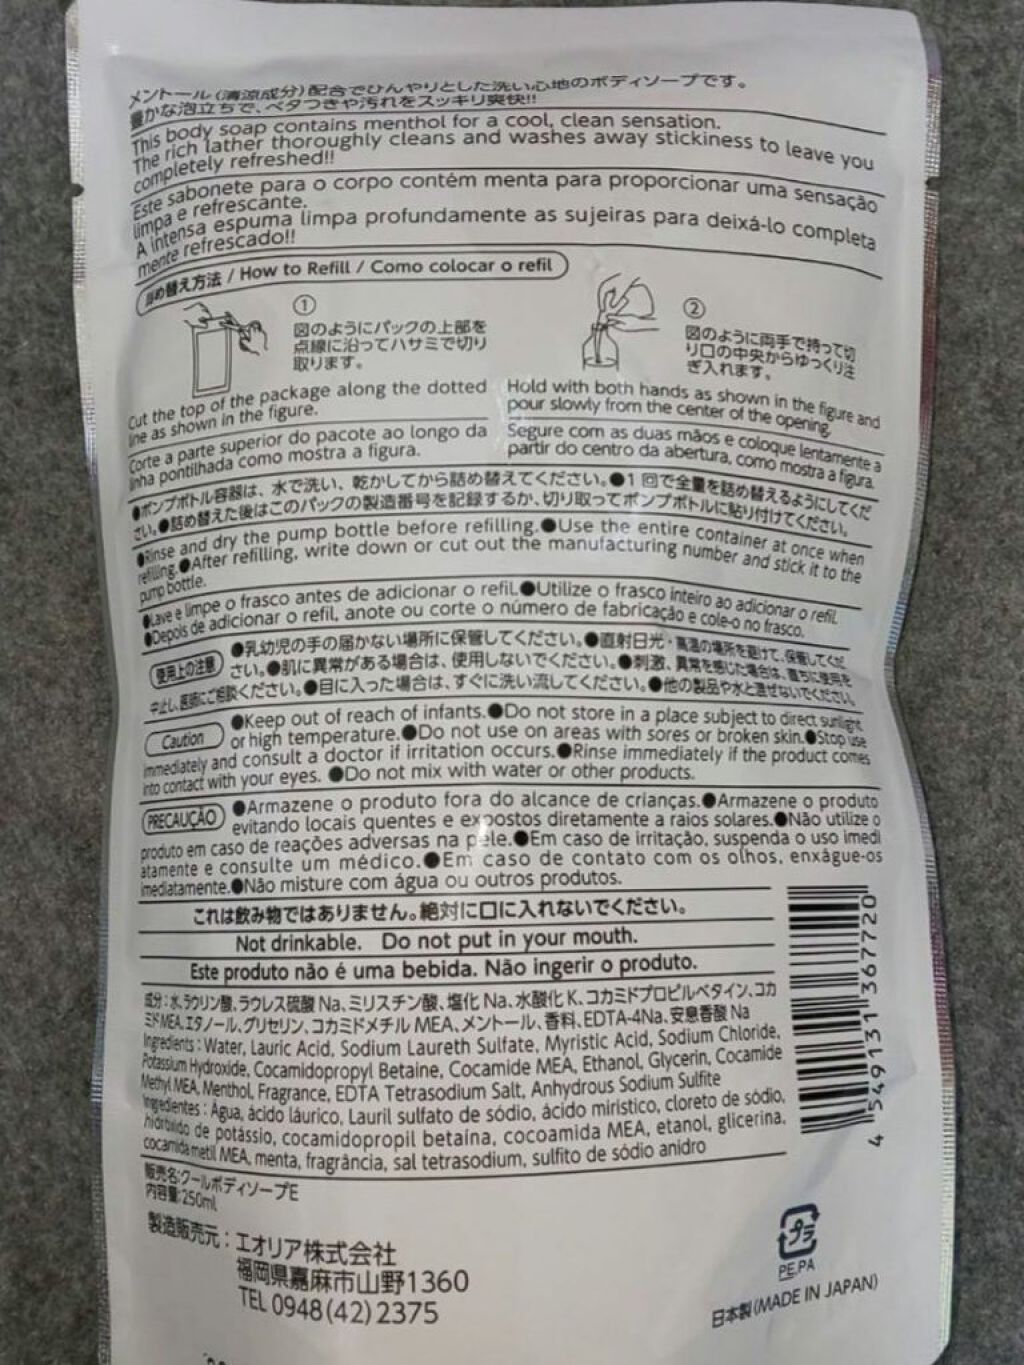 メントール(清涼成分)配合でひんやりとした洗い心地のボディソープです。
豊かな泡立ちで、ベタつきや汚れをスッキリ爽快!!
This body soap contains menthol for a cool, clean sensation.
The rich lather thoroughly cleans and washes away stickiness to leave you
completely refreshed!!
Este sabonete para o corpo contém menta para proporcionar uma sensação
limpa e refrescante.
A intensa espuma limpa profundamente as sujeiras para deixá-lo completa
mente refrescado!!
詰め替え方法 / How to Refill / Como colocar o refil
①
図のようにパックの上部を
点線に沿ってハサミで切り
取ります。
Cut the top of the package along the dotted
line as shown in the figure.
Corte a parte superior do pacote ao longo da
linha pontilhada como mostra a figura.
②
図のように両手で持って切
り口の中央からゆっくり注
ぎ入れます。
Hold with both hands as shown in the figure and
pour slowly from the center of the opening.
Segure com as duas mãos e coloque lentamente a
partir do centro da abertura, como mostra a figura.
●ポンプボトル容器は、水で洗い、乾かしてから詰め替えてください。●1回で全量を詰め替えるようにしてくだ
さい。●詰め替えた後はこのパックの製造番号を記録するか、切り取ってポンプボトルに貼り付けてください。
●Rinse and dry the pump bottle before refilling.●Use the entire container at once when
refilling.●After refilling, write down or cut out the manufacturing number and stick it to the
pump bottle.
●Lave e limpe o frasco antes de adicionar o refil.●Utilize o frasco inteiro ao adicionar o refil.
●Depois de adicionar o refil, anote ou corte o número de fabricação e cole-o no frasco.
使用上の注意 ●乳幼児の手の届かない場所に保管してください。●直射日光・高温の場所を避けて、保管してくだ
さい。●肌に異常がある場合は、使用しないでください。●刺激、異常を感じた場合は、直ちに使用を
中止し、医師にご相談ください。●目に入った場合は、すぐに洗い流してください。●他の製品や水と混ぜないでください。
Caution ●Keep out of reach of infants.●Do not store in a place subject to direct sunlight
or high temperature.●Do not use on areas with sores or broken skin.●Stop use
immediately and consult a doctor if irritation occurs.●Rinse immediately if the product comes
into contact with your eyes. ●Do not mix with water or other products.
PRECAUÇÃO ●Armazene o produto fora do alcance de crianças.●Armazene o produto
evitando locais quentes e expostos diretamente a raios solares.●Não utilize o
produto em caso de reações adversas na pele.●Em caso de irritação, suspenda o uso imedi
atamente e consulte um médico.●Em caso de contato com os olhos, enxágue-os
imediatamente.●Não misture com água ou outros produtos.
これは飲み物ではありません。絶対に口に入れないでください。
Not drinkable. Do not put in your mouth.
Este produto não é uma bebida. Não ingerir o produto.
成分:水、ラウリン酸、ラウレス硫酸Na、ミリスチン酸、塩化Na、水酸化K、コカミドプロピルベタイン、コカ
ミドMEA、エタノール、グリセリン、コカミドメチルMEA、メントール、香料、EDTA-4Na、安息香酸Na
Ingredients : Water, Lauric Acid, Sodium Laureth Sulfate, Myristic Acid, Sodium Chloride,
Potassium Hydroxide, Cocamidopropyl Betaine, Cocamide MEA, Ethanol, Glycerin, Cocamide
Methyl MEA, Menthol, Fragrance, EDTA Tetrasodium Salt, Anhydrous Sodium Sulfite
Ingredientes : Água, ácido láurico, Lauril sulfato de sódio, ácido mirístico, cloreto de sódio,
hidróxido de potássio, cocamidopropil betaína, cocoamida MEA, etanol, glicerina,
cocamida metil MEA, menta, fragrância, sal tetrasodium, sulfito de sódio anidro
4 549131 367720
販売名:クールボディソープE
内容量:250ml
製造販売元:エオリア株式会社
福岡県嘉麻市山野1360
TEL 0948(42)2375
プラ
PE,PA
日本製(MADE IN JAPAN)